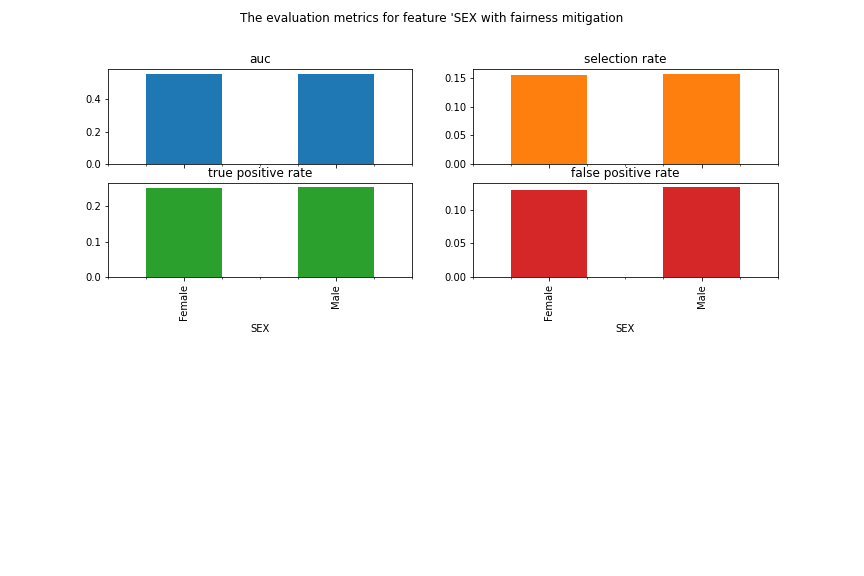 The evaluation metrics for feature 'SEX with fairness mitigation
auc
selection rate
0.4
0.2
0.0
0.15
0.10
0.05
0.00
true positive rate
false positive rate
0.2
0.1
0.0
0.10
0.05
0.00
Female
Male
Female
Male
SEX
SEX